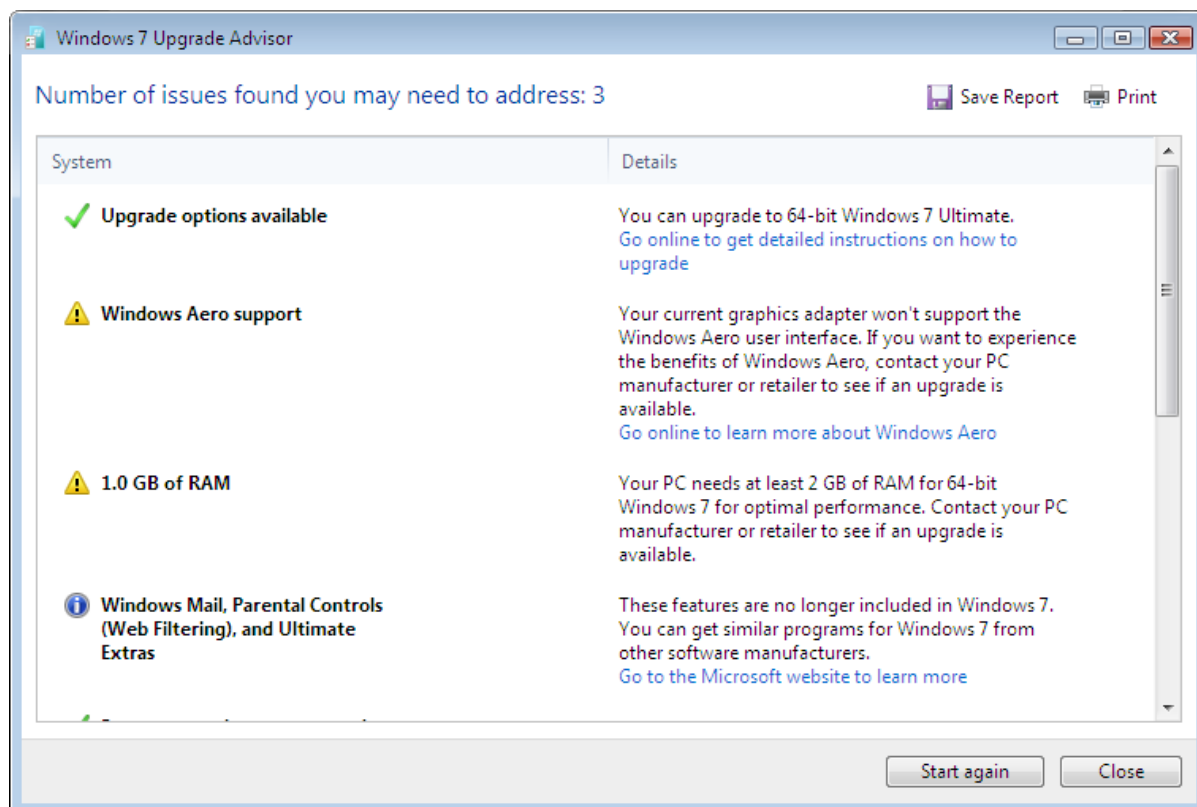 Windows 7 Upgrade Advisor
Number of issues found you may need to address: 3
Save Report
Print
System
Details
Upgrade options available
You can upgrade to 64-bit Windows 7 Ultimate.
Go online to get detailed instructions on how to
upgrade
Windows Aero support
Your current graphics adapter won't support the
Windows Aero user interface. If you want to experience
the benefits of Windows Aero, contact your PC
manufacturer or retailer to see if an upgrade is
available.
Go online to learn more about Windows Aero
1.0 GB of RAM
Your PC needs at least 2 GB of RAM for 64-bit
Windows 7 for optimal performance. Contact your PC
manufacturer or retailer to see if an upgrade is
available.
Windows Mail, Parental Controls
(Web Filtering), and Ultimate
Extras
These features are no longer included in Windows 7.
You can get similar programs for Windows 7 from
other software manufacturers.
Go to the Microsoft website to learn more
Start again
Close